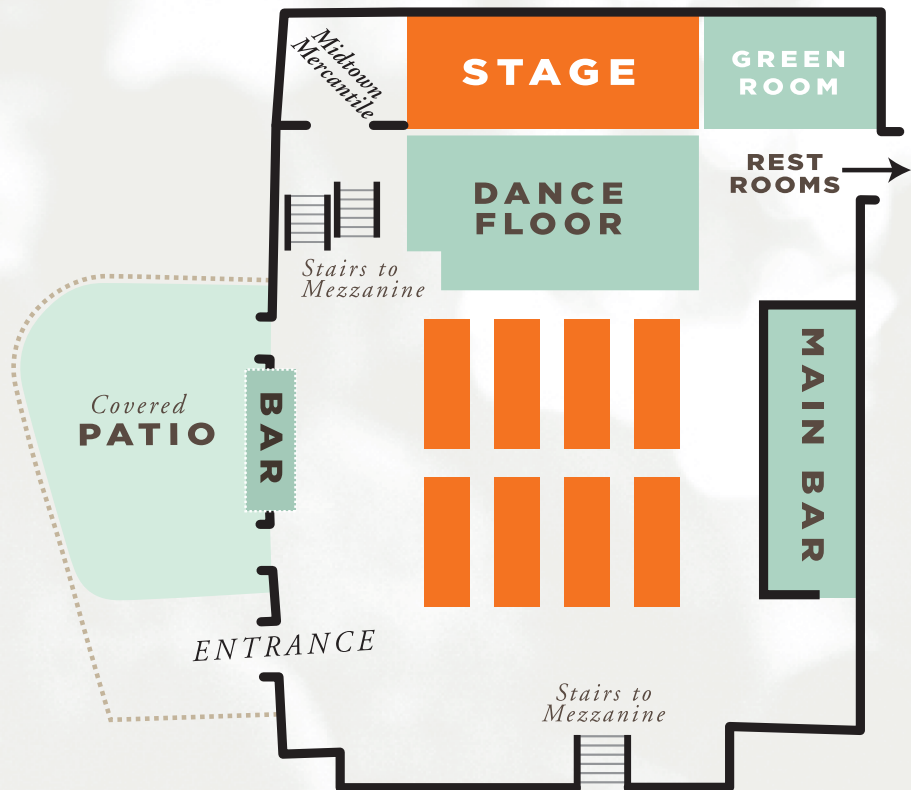 Midtown
Mercantile
STAGE
GREEN
ROOM
REST
ROOMS
DANCE
FLOOR
Stairs to
Mezzanine
Covered
PATIO
BAR
MAIN BAR
ENTRANCE
Stairs to
Mezzanine